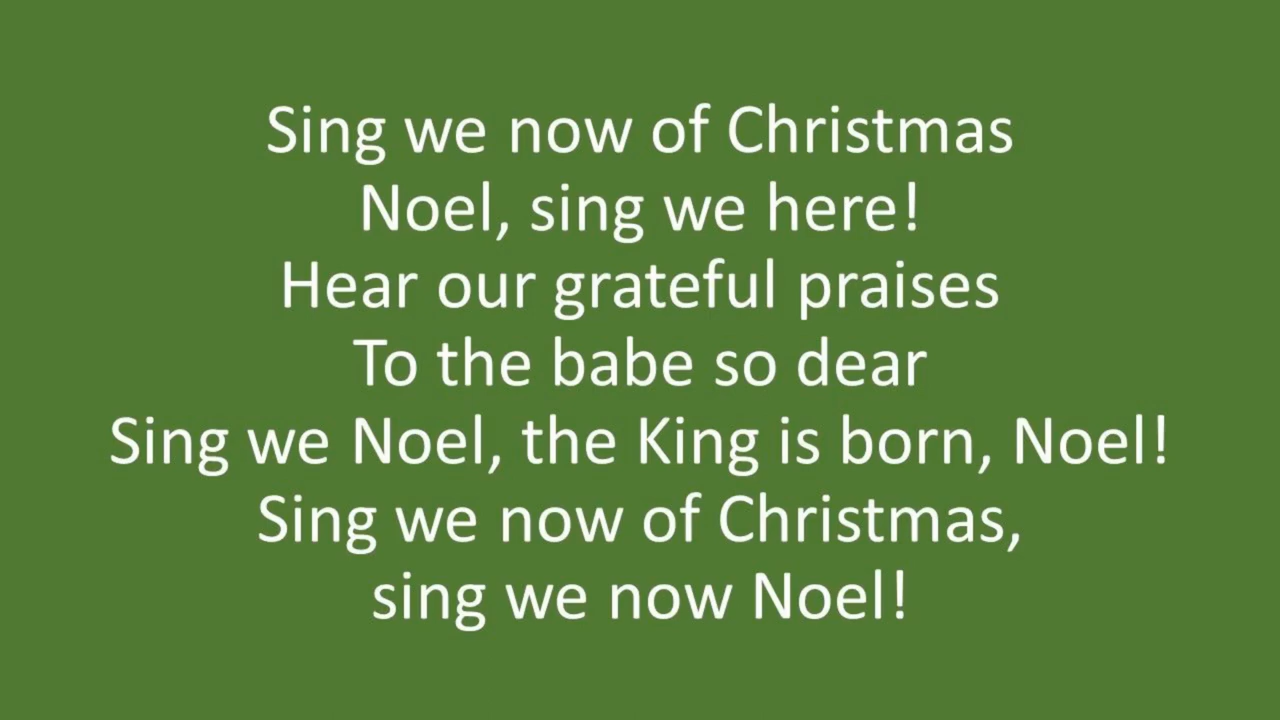 Sing we now of Christmas
Noel, sing we here!
Hear our grateful praises
To the babe so dear
Sing we Noel, the King is born, Noel!
Sing we now of Christmas,
sing we now Noel!